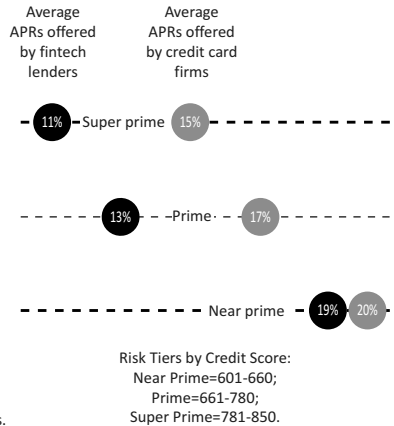 Average
APRs offered
by fintech
lenders
Average
APRs offered
by credit card
firms
11% Super prime 15%
13% Prime 17%
Near prime 19% 20%
Risk Tiers by Credit Score:
Near Prime=601-660;
Prime=661-780;
Super Prime=781-850.
s.